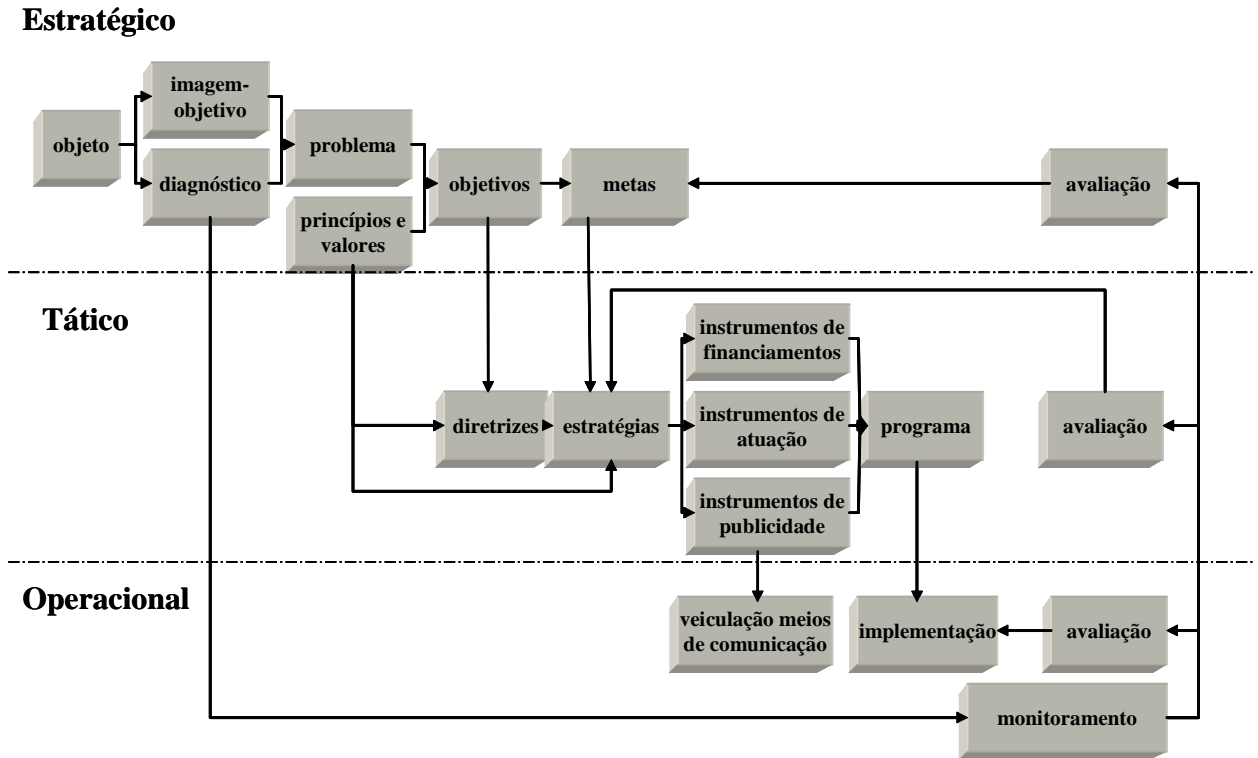 Estratégico
imagem-
objetivo
objeto
problema
diagnóstico
objetivos
metas
avaliação
princípios e
valores
Tático
instrumentos de
financiamentos
diretrizes
estratégias
instrumentos de
atuação
programa
avaliação
instrumentos de
publicidade
Operacional
veiculação meios
de comunicação
implementação
avaliação
monitoramento